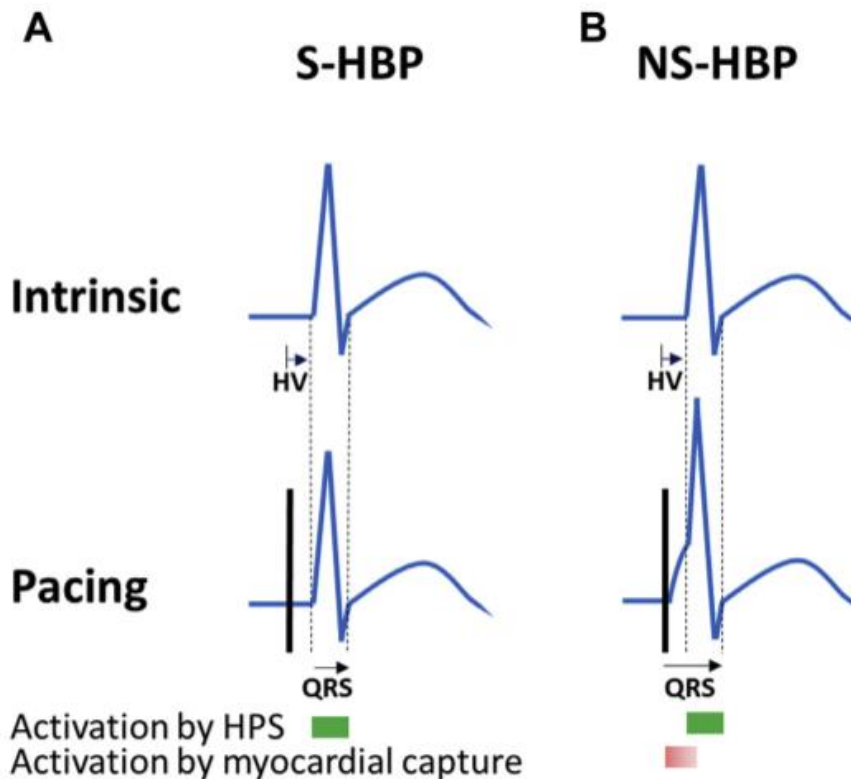 A
B
S-HBP
NS-HBP
Intrinsic
HV
HV
Pacing
QRS
QRS
Activation by HPS
Activation by myocardial capture